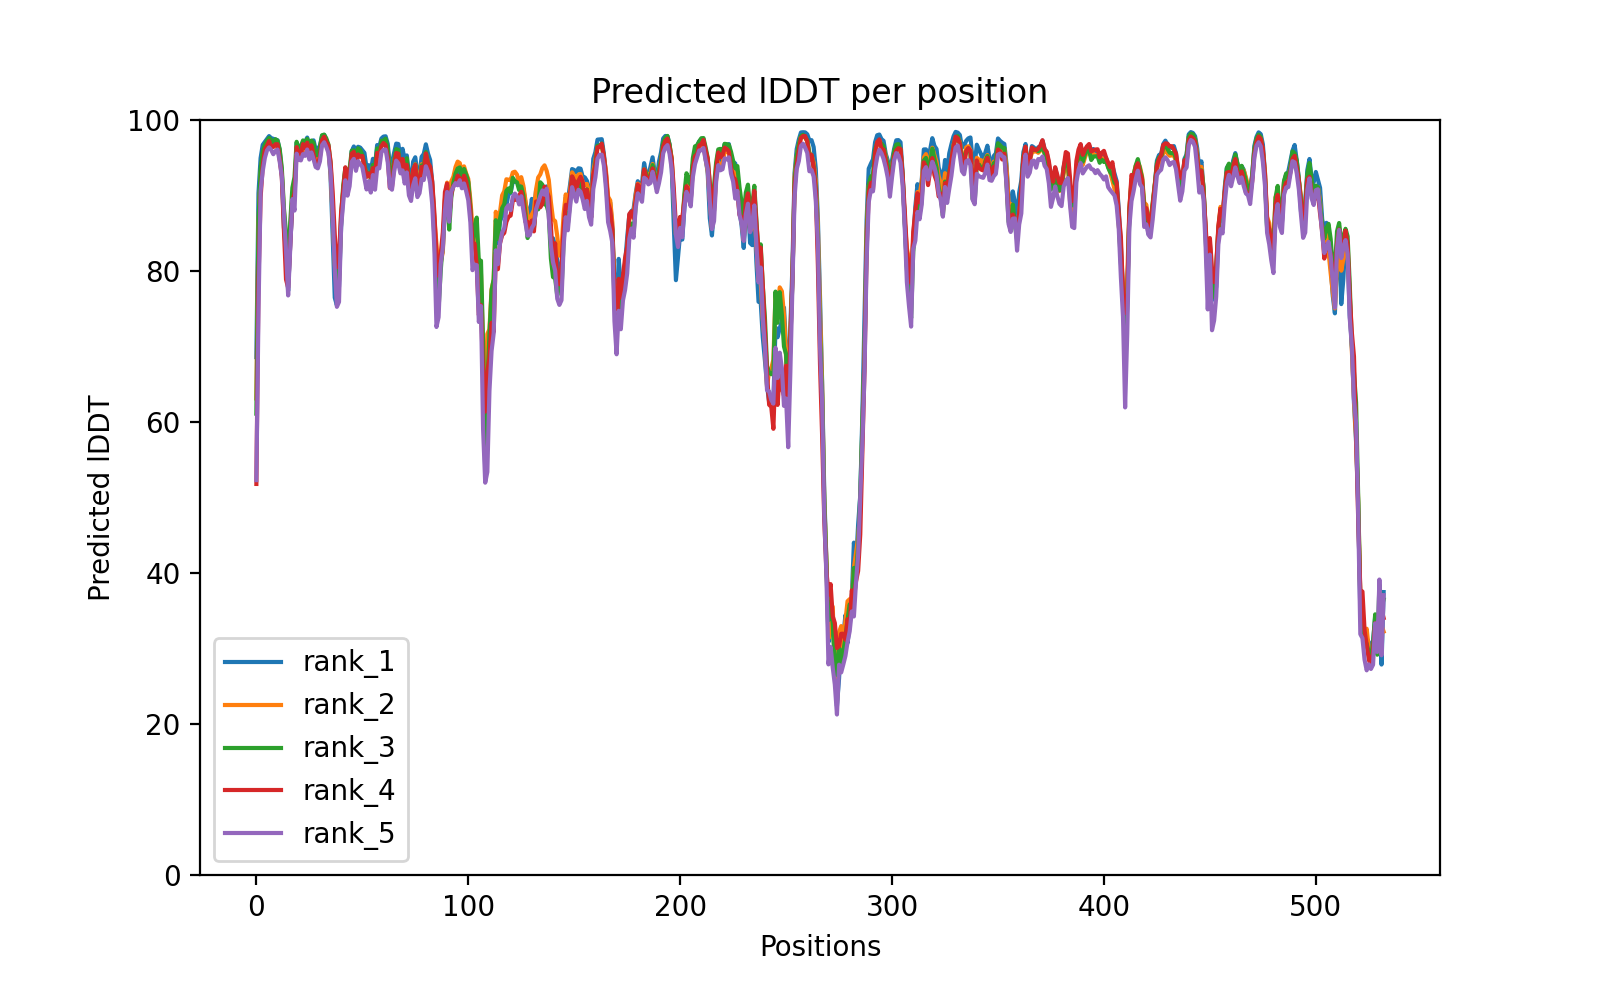 Predicted lDDT per position
100
80
60
40
20
0
Predicted lDDT
rank_1
rank_2
rank_3
rank_4
rank_5
0 100 200 300 400 500
Positions